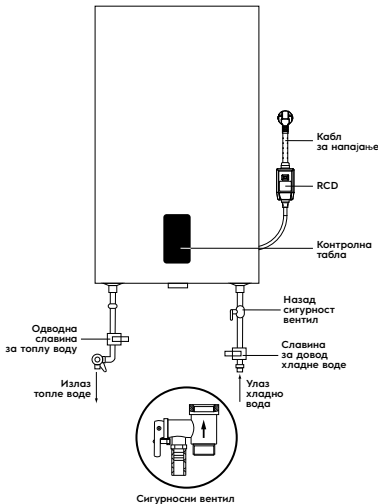 Кабл
за напајање
RCD
Контролна
табла
Назад
сигурност
вентил
Одводна
славина
за топлу воду
Славина
за довод
хладне воде
Излаз
топле воде
Улаз
хладно
вода
Сигурносни вентил